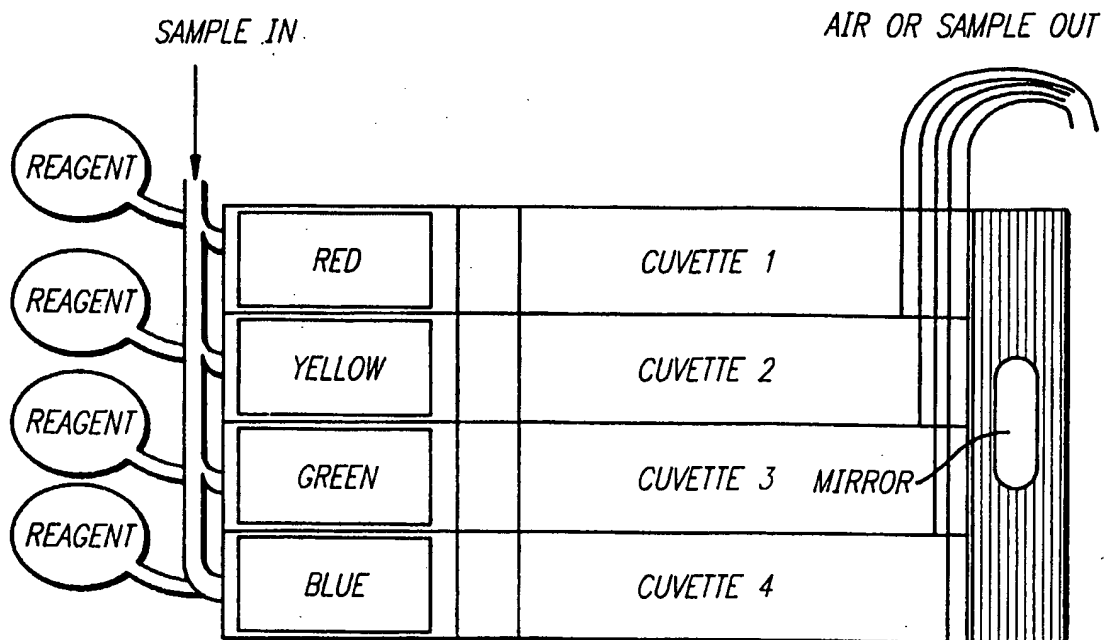 SAMPLE IN
AIR OR SAMPLE OUT
REAGENT
RED
CUVETTE 1
REAGENT
YELLOW
CUVETTE 2
REAGENT
GREEN
CUVETTE 3
MIRROR
REAGENT
BLUE
CUVETTE 4